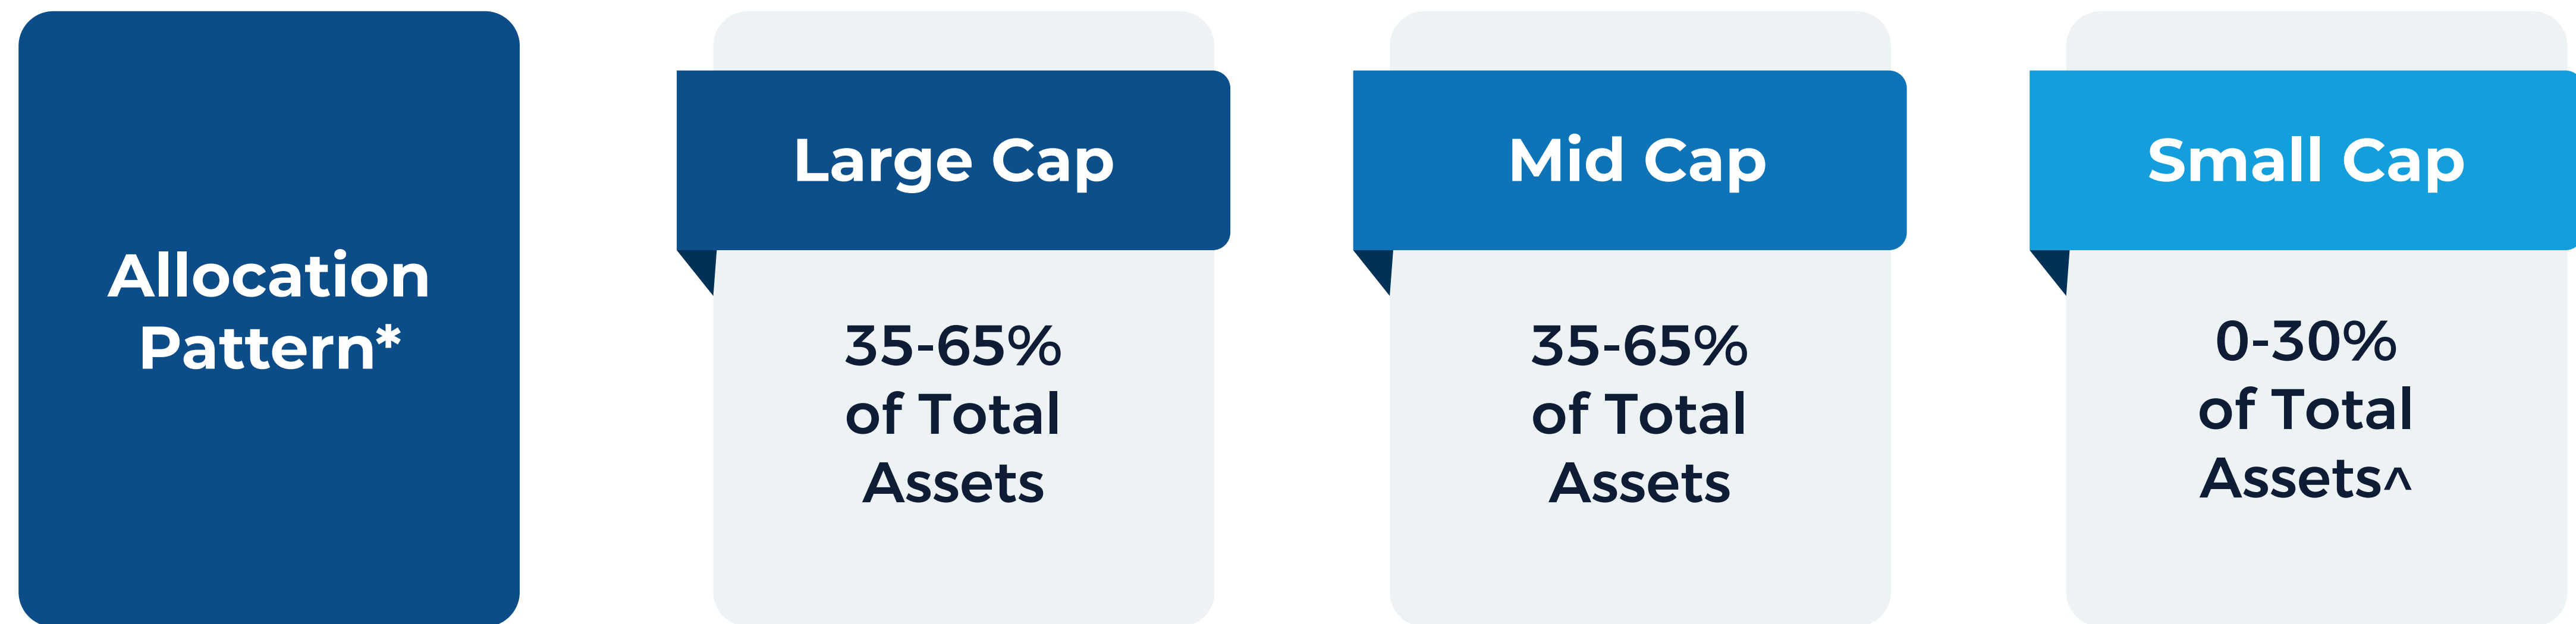 Allocation
Pattern*
Large Cap
35-65%
of Total
Assets
Mid Cap
35-65%
of Total
Assets
Small Cap
0-30%
of Total
Assets^